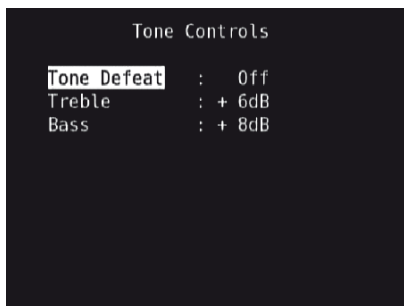 Tone Controls
Tone Defeat : Off
Treble : + 6dB
Bass : + 8dB